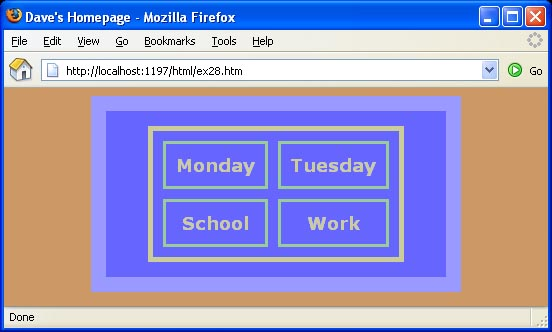 Dave's Homepage - Mozilla Firefox
File Edit View Go Bookmarks Tools Help
http://localhost:1197/html/ex28.htm Go
Monday Tuesday
School Work
Done